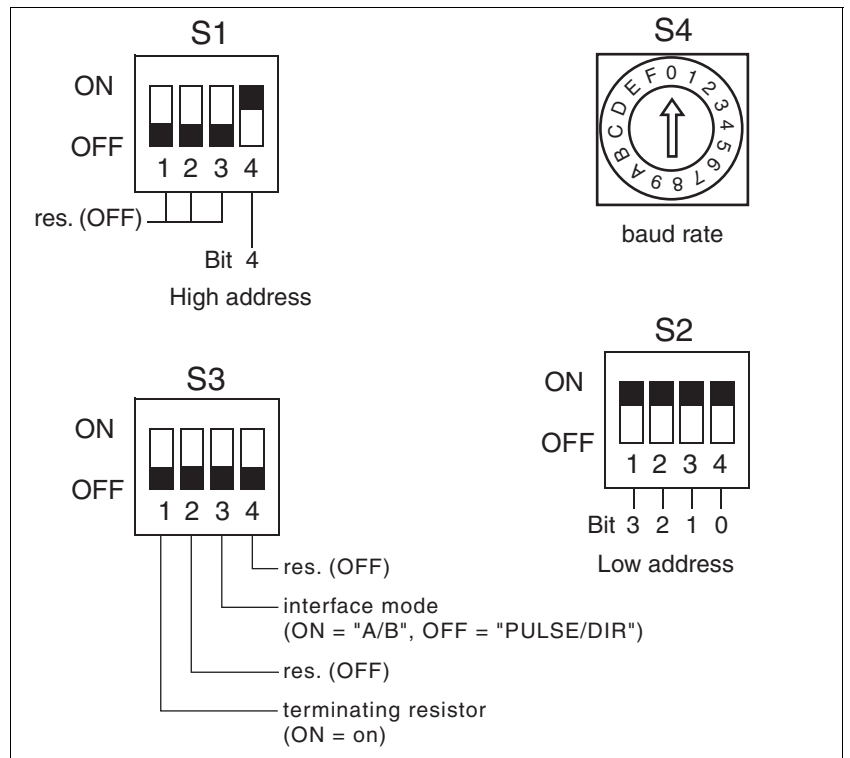 S1
ON
OFF
1 2 3 4
res. (OFF)
Bit 4
High address
S4
F 0 1 2 3 4 5 6 7 8 9 A B C D E
baud rate
S3
ON
OFF
1 2 3 4
res. (OFF)
interface mode
(ON = "A/B", OFF = "PULSE/DIR")
res. (OFF)
terminating resistor
(ON = on)
S2
ON
OFF
1 2 3 4
Bit 3 2 1 0
Low address